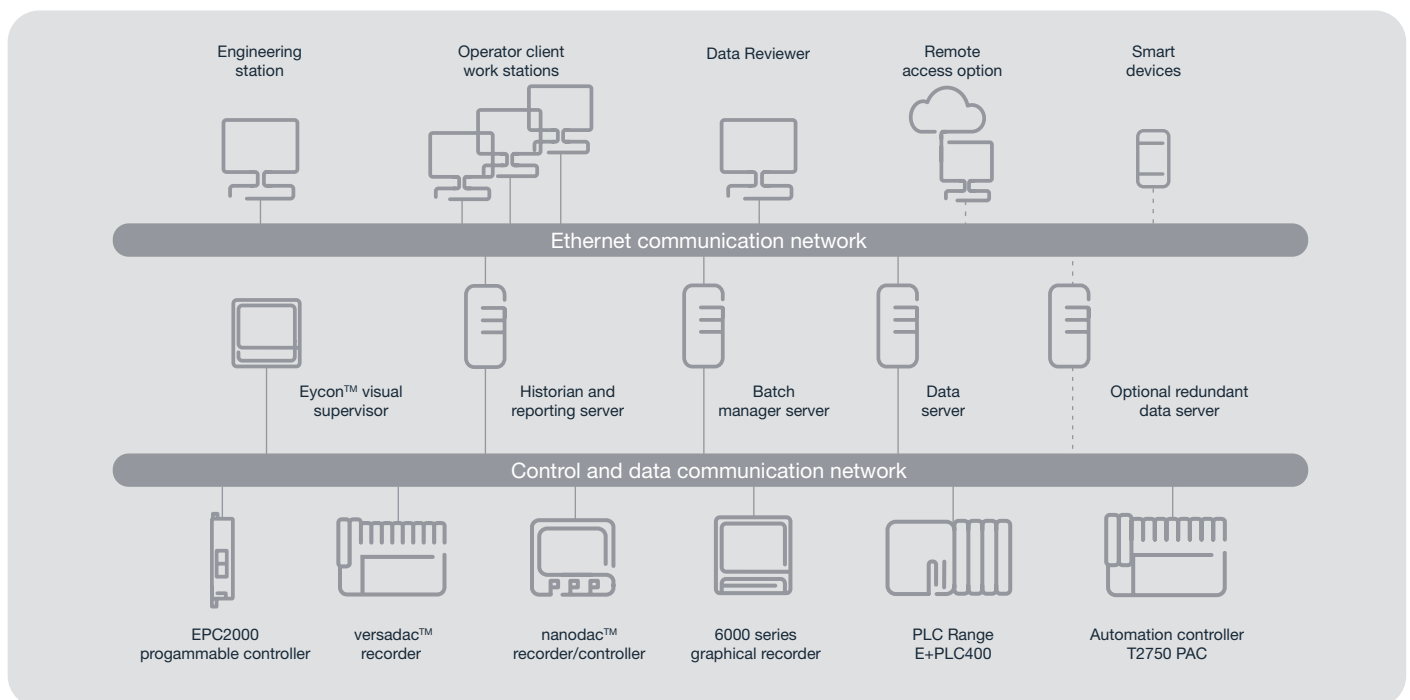 Engineering
station
Operator client
work stations
Data Reviewer
Remote
access option
Smart
devices
Ethernet communication network
Eycon™ visual
supervisor
Historian and
reporting server
Batch
manager server
Data
server
Optional redundant
data server
Control and data communication network
EPC2000
progammable controller
versadac™
recorder
nanodac™
recorder/controller
6000 series
graphical recorder
PLC Range
E+PLC400
Automation controller
T2750 PAC